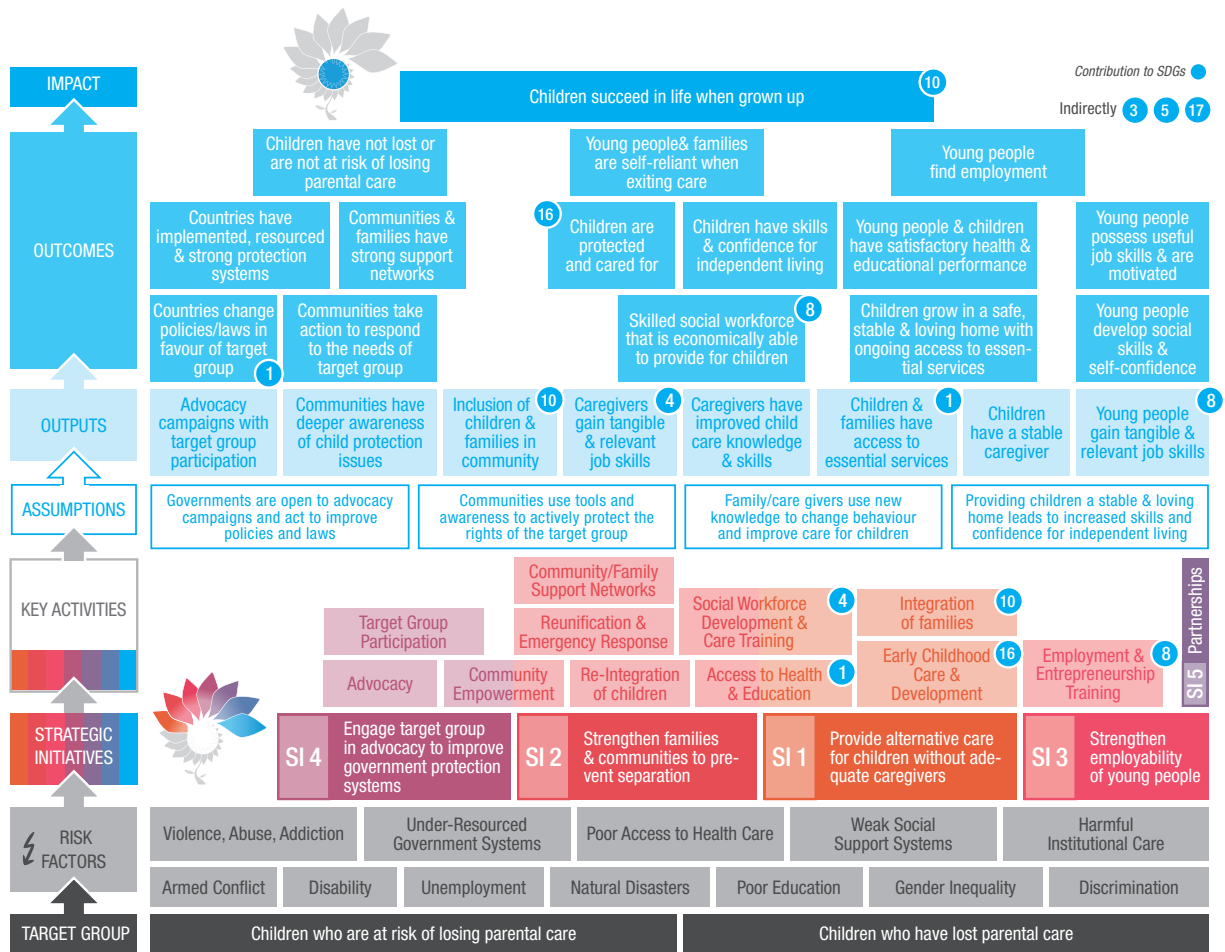 Contribution to SDGs
Indirectly 3 5 17
IMPACT
Children succeed in life when grown up
10
OUTCOMES
Children have not lost or
are not at risk of losing
parental care
Young people& families
are self-reliant when
exiting care
Young people
find employment
Countries have
implemented, resourced
& strong protection
systems
Communities &
families have
strong support
networks
16
Children are
protected
and cared for
Children have skills
& confidence for
independent living
Young people & children
have satisfactory health &
educational performance
Young people
possess useful
job skills & are
motivated
Countries change
policies/laws in
favour of target
group
1
Communities take
action to respond
to the needs of
target group
Skilled social workforce
that is economically able
to provide for children
8
Children grow in a safe,
stable & loving home with
ongoing access to essen-
tial services
Young people
develop social
skills &
self-confidence
OUTPUTS
Advocacy
campaigns with
target group
participation
Communities have
deeper awareness
of child protection
issues
Inclusion of
children &
families in
community
10
Caregivers
gain tangible
& relevant
job skills
4
Caregivers have
improved child
care knowledge
& skills
Children &
families have
access to
essential services
1
Children
have a stable
caregiver
Young people
gain tangible &
relevant job skills
8
ASSUMPTIONS
Governments are open to advocacy
campaigns and act to improve
policies and laws
Communities use tools and
awareness to actively protect the
rights of the target group
Family/care givers use new
knowledge to change behaviour
and improve care for children
Providing children a stable & loving
home leads to increased skills and
confidence for independent living
KEY ACTIVITIES
Community/Family
Support Networks
Target Group
Participation
Reunification &
Emergency Response
Social Workforce
Development &
Care Training
4
Integration
of families
10
Advocacy
Community
Empowerment
Re-Integration
of children
Access to Health
& Education
1
Early Childhood
Care &
Development
16
Employment &
Entrepreneurship
Training
8
SI 5 Partnerships
STRATEGIC
INITIATIVES
SI 4
Engage target group
in advocacy to improve
government protection
systems
SI 2
Strengthen families
& communities to pre-
vent separation
SI 1
Provide alternative care
for children without ade-
quate caregivers
SI 3
Strengthen
employability
of young people
RISK
FACTORS
Violence, Abuse, Addiction
Under-Resourced
Government Systems
Poor Access to Health Care
Weak Social
Support Systems
Harmful
Institutional Care
Armed Conflict
Disability
Unemployment
Natural Disasters
Poor Education
Gender Inequality
Discrimination
TARGET GROUP
Children who are at risk of losing parental care
Children who have lost parental care